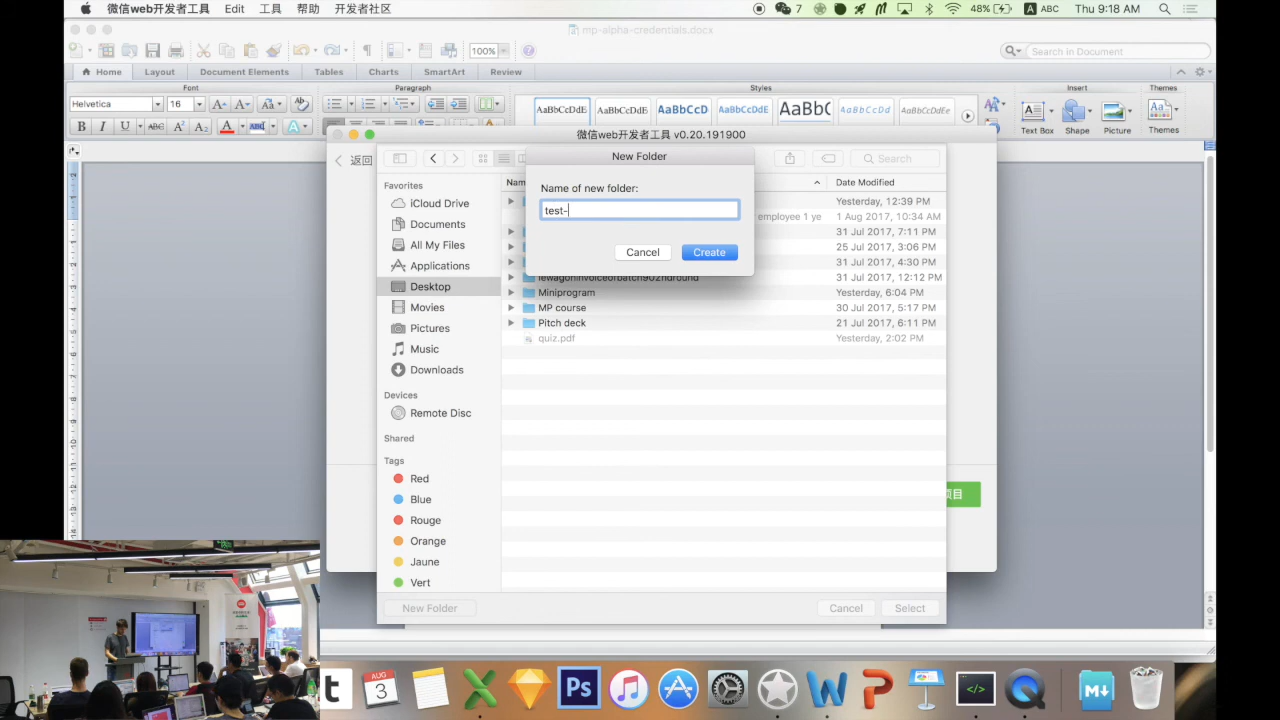 微信web开发者工具 Edit 工具 帮助 开发者社区 7 48% A ABC Thu 9:18 AM
mp-alpha-credentials.docx
100% Search In Document
Home Layout Document Elements Tables Charts SmartArt Review
Font Paragraph Styles Insert Themes
Helvetica 16
AaBbCcDdE AaBbCcDdE AaBbCcD AaBbCcDdE AaBbC AaBbCcDd AaBbCcDdEe
B I U ABC A² A₂ A ABC A
Text Box Shape Picture Themes
微信web开发者工具 v0.20.191900
返回
New Folder
Search
Name of new folder:
test-
Cancel Create
Favorites
iCloud Drive
Documents
All My Files
Applications
Desktop
Movies
Pictures
Music
Downloads
Devices
Remote Disc
Shared
Tags
Red
Blue
Rouge
Orange
Jaune
Vert
Date Modified
Yesterday, 12:39 PM
employee 1 ye 1 Aug 2017, 10:34 AM
31 Jul 2017, 7:11 PM
25 Jul 2017, 3:06 PM
31 Jul 2017, 4:30 PM
lewagoninvoiceofbatch902ndround 31 Jul 2017, 12:12 PM
Miniprogram Yesterday, 6:04 PM
MP course 30 Jul 2017, 5:17 PM
Pitch deck 21 Jul 2017, 6:11 PM
quiz.pdf Yesterday, 2:02 PM
项目
New Folder Cancel Select
t AUG 3 Ps M